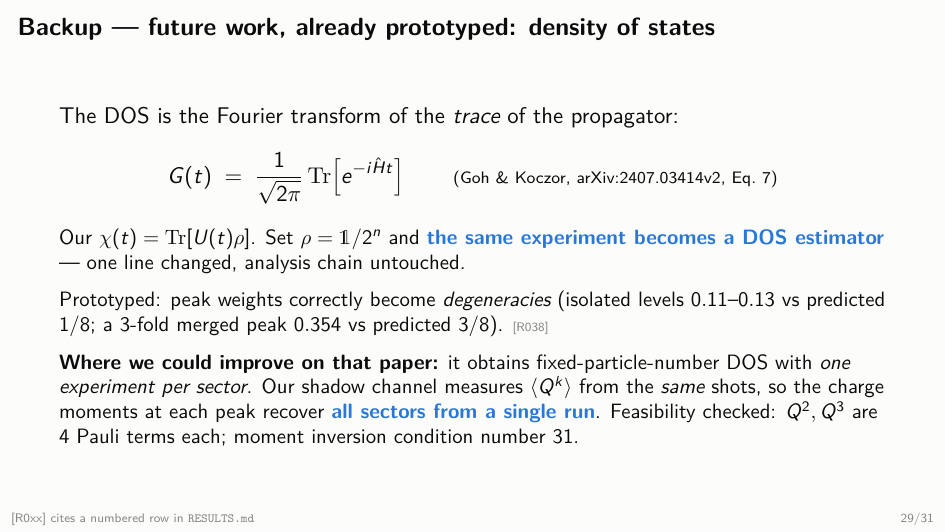 Backup — future work, already prototyped: density of states
The DOS is the Fourier transform of the trace of the propagator:
G(t) = 1/√2π Tr[e^{−iĤt}] (Goh & Koczor, arXiv:2407.03414v2, Eq. 7)
Our χ(t) = Tr[U(t)ρ]. Set ρ = 𝟙/2ⁿ and the same experiment becomes a DOS estimator
— one line changed, analysis chain untouched.
Prototyped: peak weights correctly become degeneracies (isolated levels 0.11–0.13 vs predicted
1/8; a 3-fold merged peak 0.354 vs predicted 3/8). [R038]
Where we could improve on that paper: it obtains fixed-particle-number DOS with one
experiment per sector. Our shadow channel measures ⟨Qᵏ⟩ from the same shots, so the charge
moments at each peak recover all sectors from a single run. Feasibility checked: Q², Q³ are
4 Pauli terms each; moment inversion condition number 31.
[R0xx] cites a numbered row in RESULTS.md
29/31